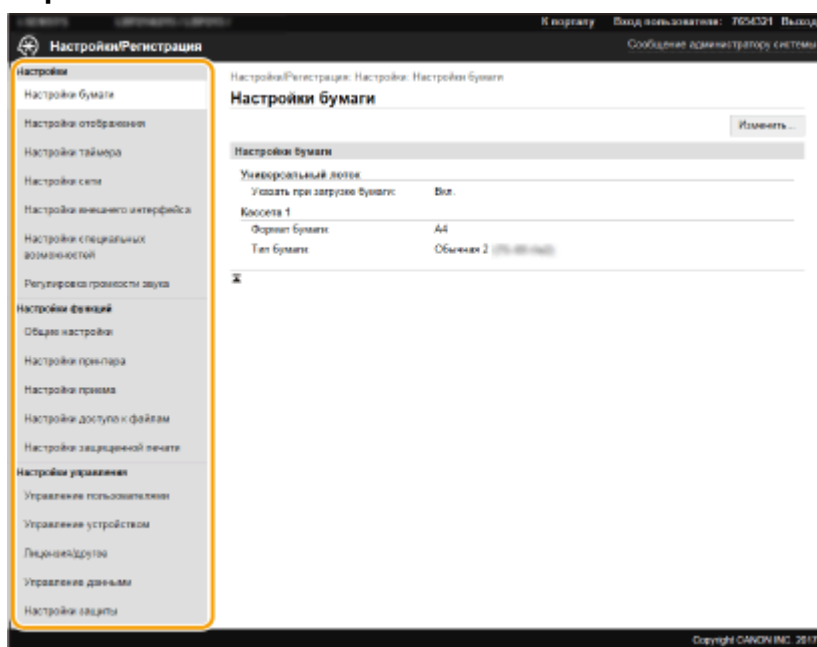 К порталу Вход пользователя: 7654321 Выход
Настройки/Регистрация
Сообщение администратору системы
Настройки
Настройки бумаги
Настройки отображения
Настройки таймера
Настройки сети
Настройки внешнего интерфейса
Настройки специальных
возможностей
Регулировка громкости звука
Настройки функций
Общие настройки
Настройки принтера
Настройки приема
Настройки доступа к файлам
Настройки защищенной печати
Настройки управления
Управление пользователями
Управление устройством
Лицензия/другое
Управление данными
Настройки защиты
Настройки/Регистрация: Настройки: Настройки бумаги
Настройки бумаги
Изменить...
Настройки бумаги
Универсальный лоток
Указать при загрузке бумаги: Вкл.
Кассета 1
Формат бумаги: A4
Тип бумаги: Обычная 2
Copyright CANON INC. 2017